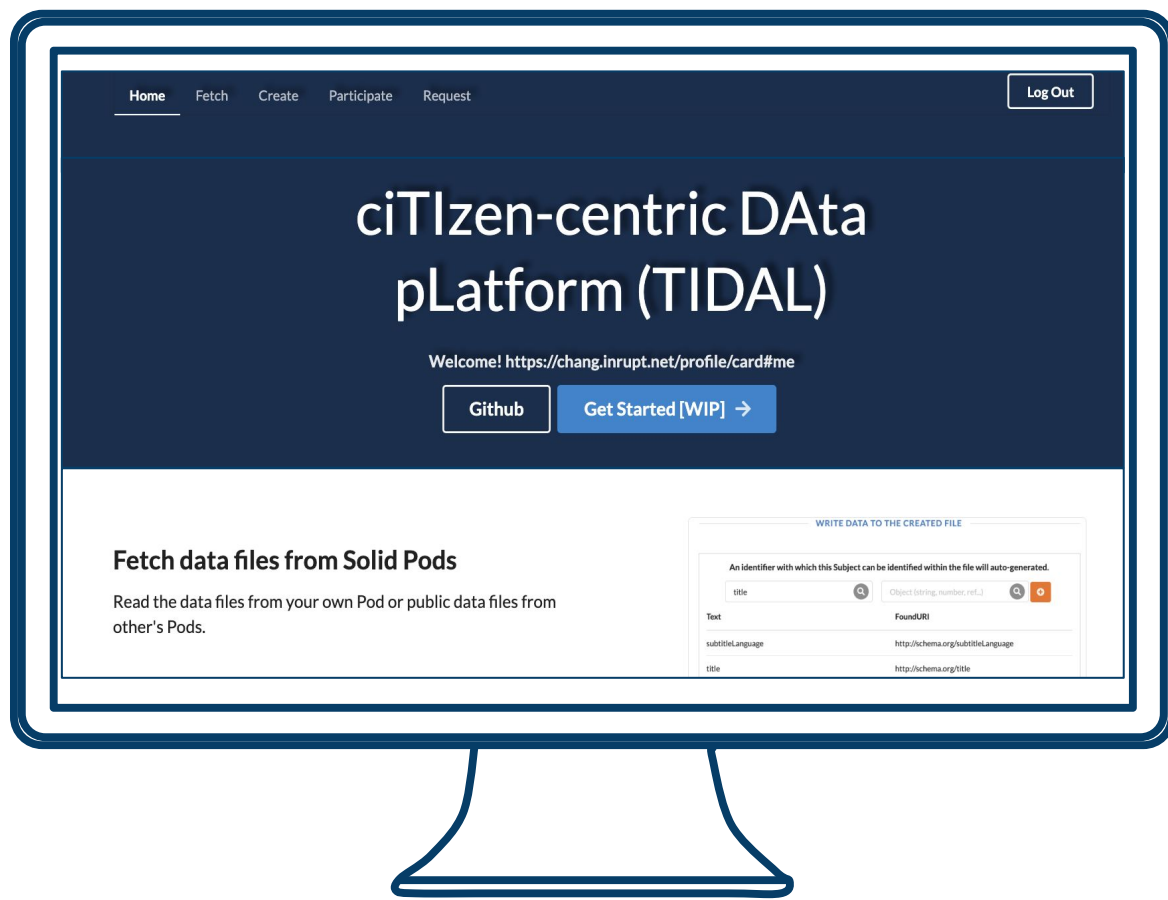 Home Fetch Create Participate Request Log Out
ciTIzen-centric DAta
pLatform (TIDAL)
Welcome! https://chang.inrupt.net/profile/card#me
Github Get Started [WIP] →
Fetch data files from Solid Pods
Read the data files from your own Pod or public data files from
other's Pods.
WRITE DATA TO THE CREATED FILE
An identifier with which this Subject can be identified within the file will auto-generated.
title Object (string, number, ref...)
Text FoundURI
subtitleLanguage http://schema.org/subtitleLanguage
title http://schema.org/title